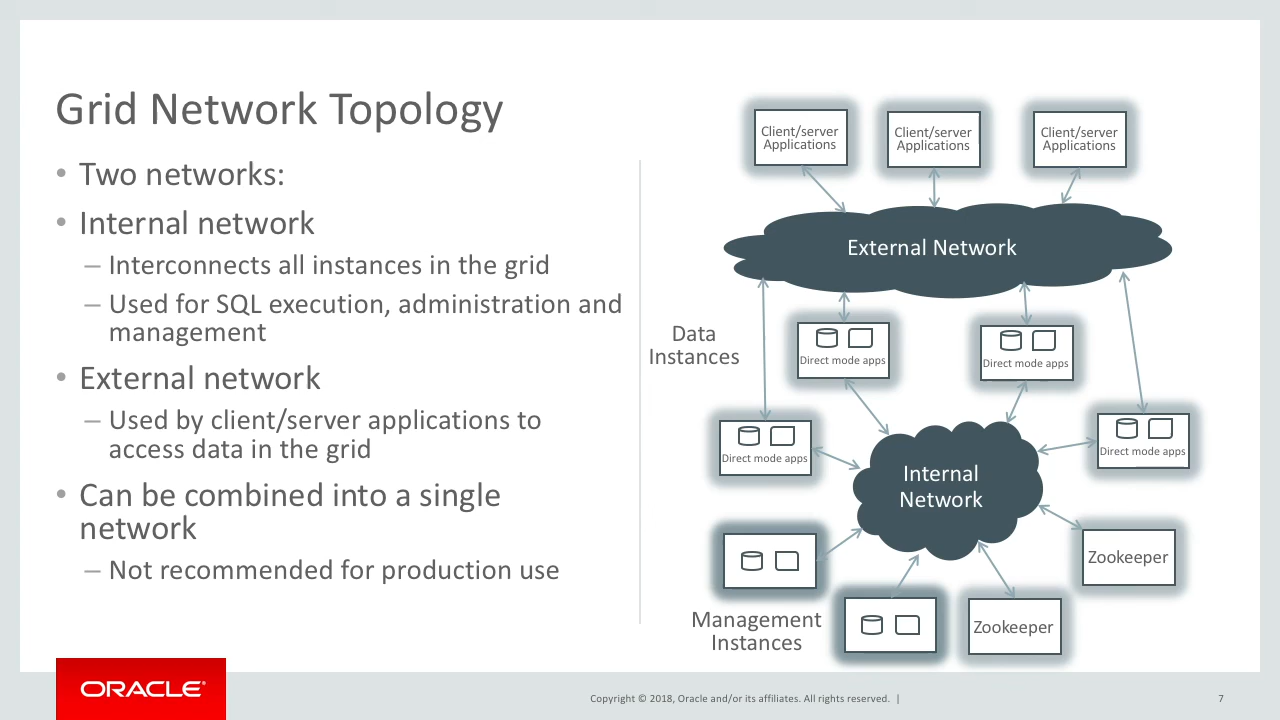 Grid Network Topology
• Two networks:
• Internal network
– Interconnects all instances in the grid
– Used for SQL execution, administration and
management
• External network
– Used by client/server applications to
access data in the grid
• Can be combined into a single
network
– Not recommended for production use
Client/server
Applications
Client/server
Applications
Client/server
Applications
External Network
Data
Instances
Direct mode apps
Direct mode apps
Direct mode apps
Direct mode apps
Internal
Network
Zookeeper
Zookeeper
Management
Instances
ORACLE®
Copyright © 2018, Oracle and/or its affiliates. All rights reserved. |
7